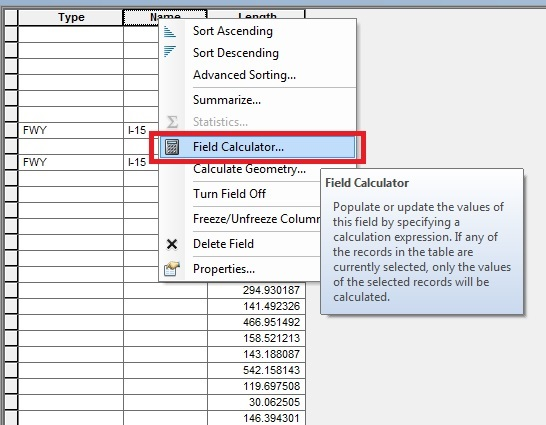 Type Name Length
Sort Ascending
Sort Descending
Advanced Sorting...
Summarize...
Σ Statistics...
FWY I-15
Field Calculator...
FWY I-15
Calculate Geometry...
Field Calculator
Turn Field Off
Populate or update the values of
this field by specifying a
Freeze/Unfreeze Column
calculation expression. If any of
Delete Field
the records in the table are
currently selected, only the values
Properties...
of the selected records will be
calculated.
294.930187
141.492326
466.951492
158.521213
143.188087
542.158143
119.697508
30.062505
146.394301